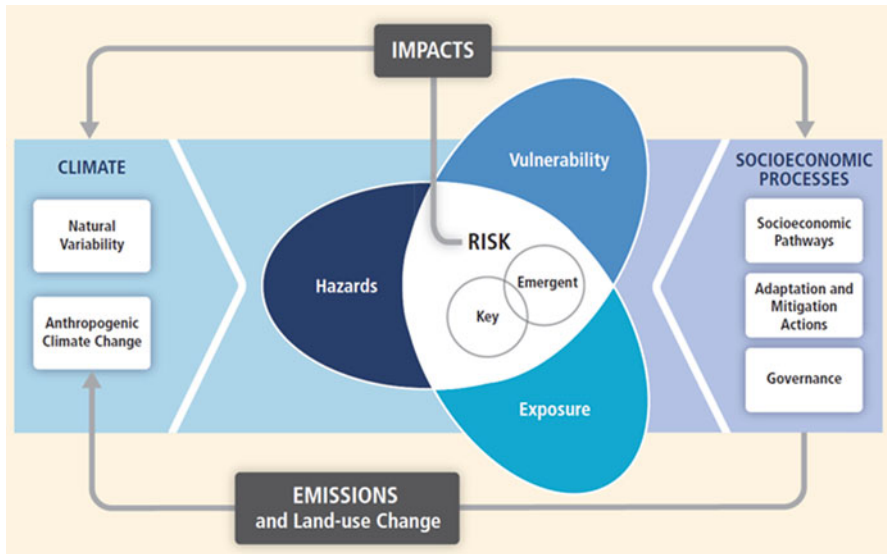 IMPACTS
CLIMATE
Natural
Variability
Anthropogenic
Climate Change
Vulnerability
Hazards
RISK
Emergent
Key
Exposure
SOCIOECONOMIC
PROCESSES
Socioeconomic
Pathways
Adaptation and
Mitigation
Actions
Governance
EMISSIONS
and Land-use Change